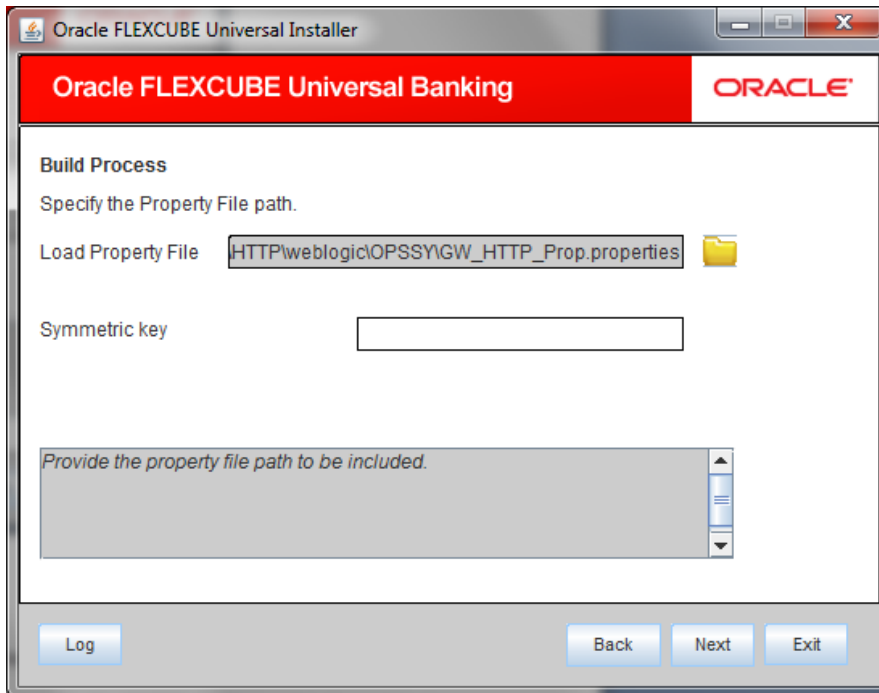 Oracle FLEXCUBE Universal Installer
Oracle FLEXCUBE Universal Banking
ORACLE
Build Process
Specify the Property File path.
Load Property File \HTTP\weblogic\OPSSY\GW_HTTP_Prop.properties
Symmetric key
Provide the property file path to be included.
Log Back Next Exit